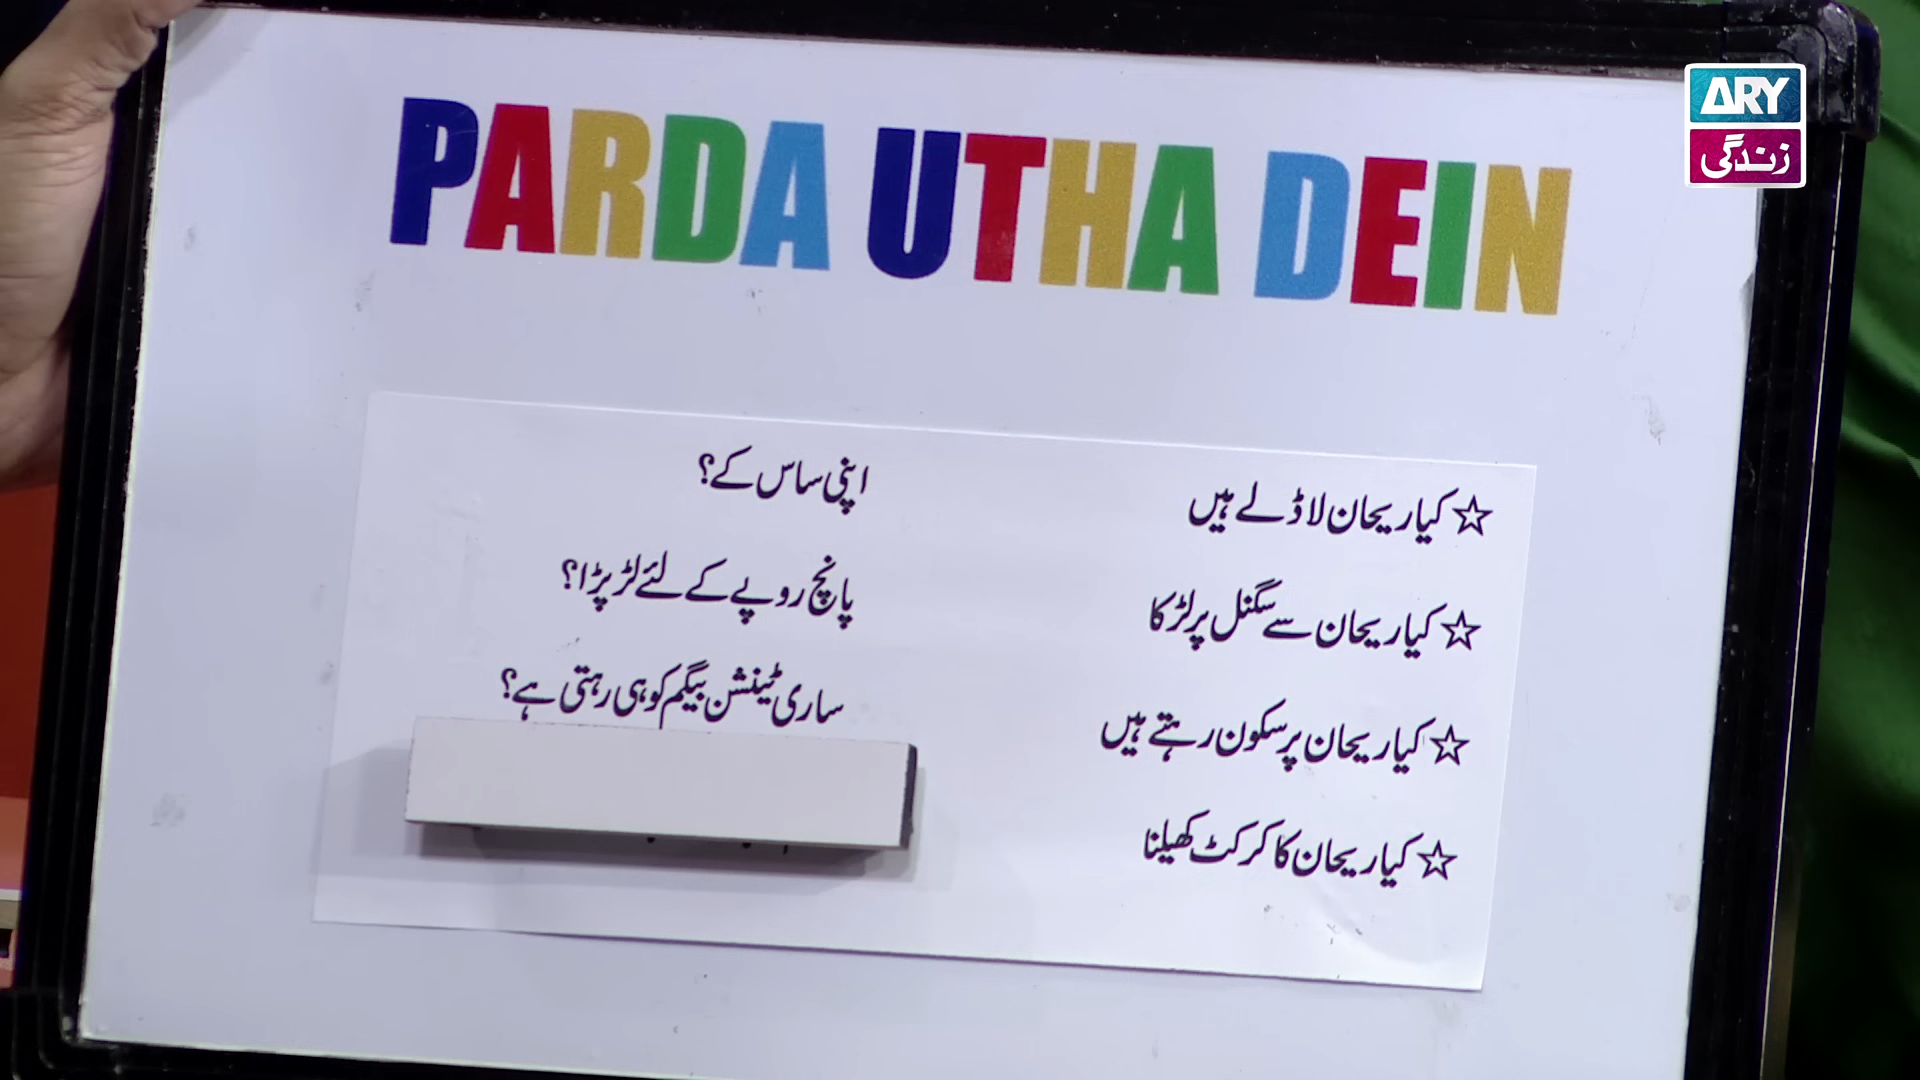 PARDA UTHA DEIN
ARY
زندگی
☆ کیا ریحان لاڈلے ہیں اپنی ساس کے؟
☆ کیا ریحان سے سگنل پر لڑکا پانچ روپے کے لئے لڑ پڑا؟
☆ کیا ریحان پرسکون رہتے ہیں ساری ٹینشن بیگم کو ہی رہتی ہے؟
☆ کیا ریحان کا کرکٹ کھیلنا